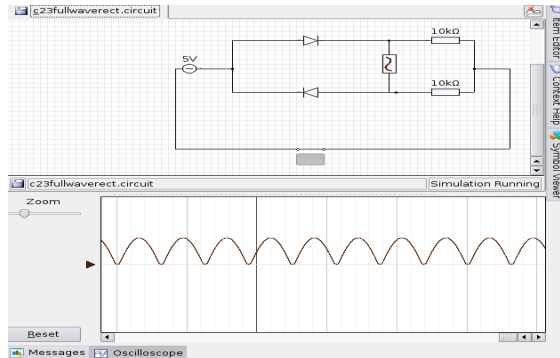 c23fullwaverect.circuit
10kΩ
5V
10kΩ
Item Editor
Context Help
Symbol Viewer
c23fullwaverect.circuit
Simulation Running
Zoom
Reset
Messages
Oscilloscope